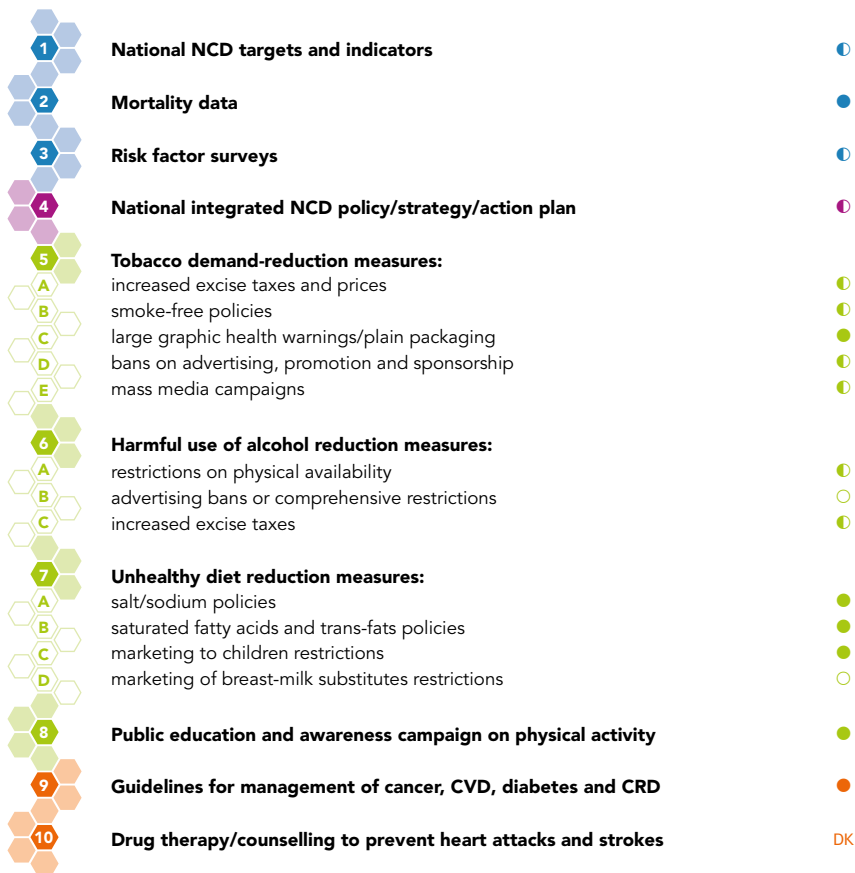 1 National NCD targets and indicators
2 Mortality data
3 Risk factor surveys
4 National integrated NCD policy/strategy/action plan
5 Tobacco demand-reduction measures:
A increased excise taxes and prices
B smoke-free policies
C large graphic health warnings/plain packaging
D bans on advertising, promotion and sponsorship
E mass media campaigns
6 Harmful use of alcohol reduction measures:
A restrictions on physical availability
B advertising bans or comprehensive restrictions
C increased excise taxes
7 Unhealthy diet reduction measures:
A salt/sodium policies
B saturated fatty acids and trans-fats policies
C marketing to children restrictions
D marketing of breast-milk substitutes restrictions
8 Public education and awareness campaign on physical activity
9 Guidelines for management of cancer, CVD, diabetes and CRD
10 Drug therapy/counselling to prevent heart attacks and strokes DK